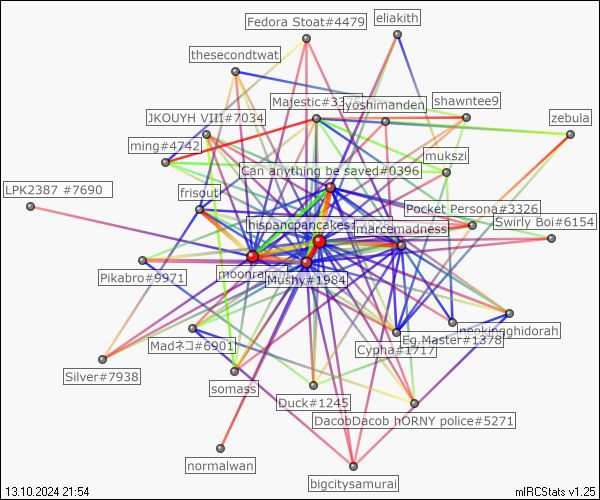 Fedora Stoat#4479
eliakith
thesecondtwat
Majestic#33
yoshimanden
shawntee9
JKOUYH VIII#7034
zebula
ming#4742
mukszi
Can anything be saved#0396
LPK2387 #7690
frisout
Pocket Persona#3326
Swirly Boi#6154
hispancpancakes
marcemadness
Pikabro#9971
Mushy#1984
neokingghidorah
Eg.Master#1378
Madネコ#6901
Cypha#1717
Silver#7938
somass
Duck#1245
DacobDacob hORNY police#5271
normalwan
bigcitysamurai
13.10.2024 21:54
mIRCStats v1.25